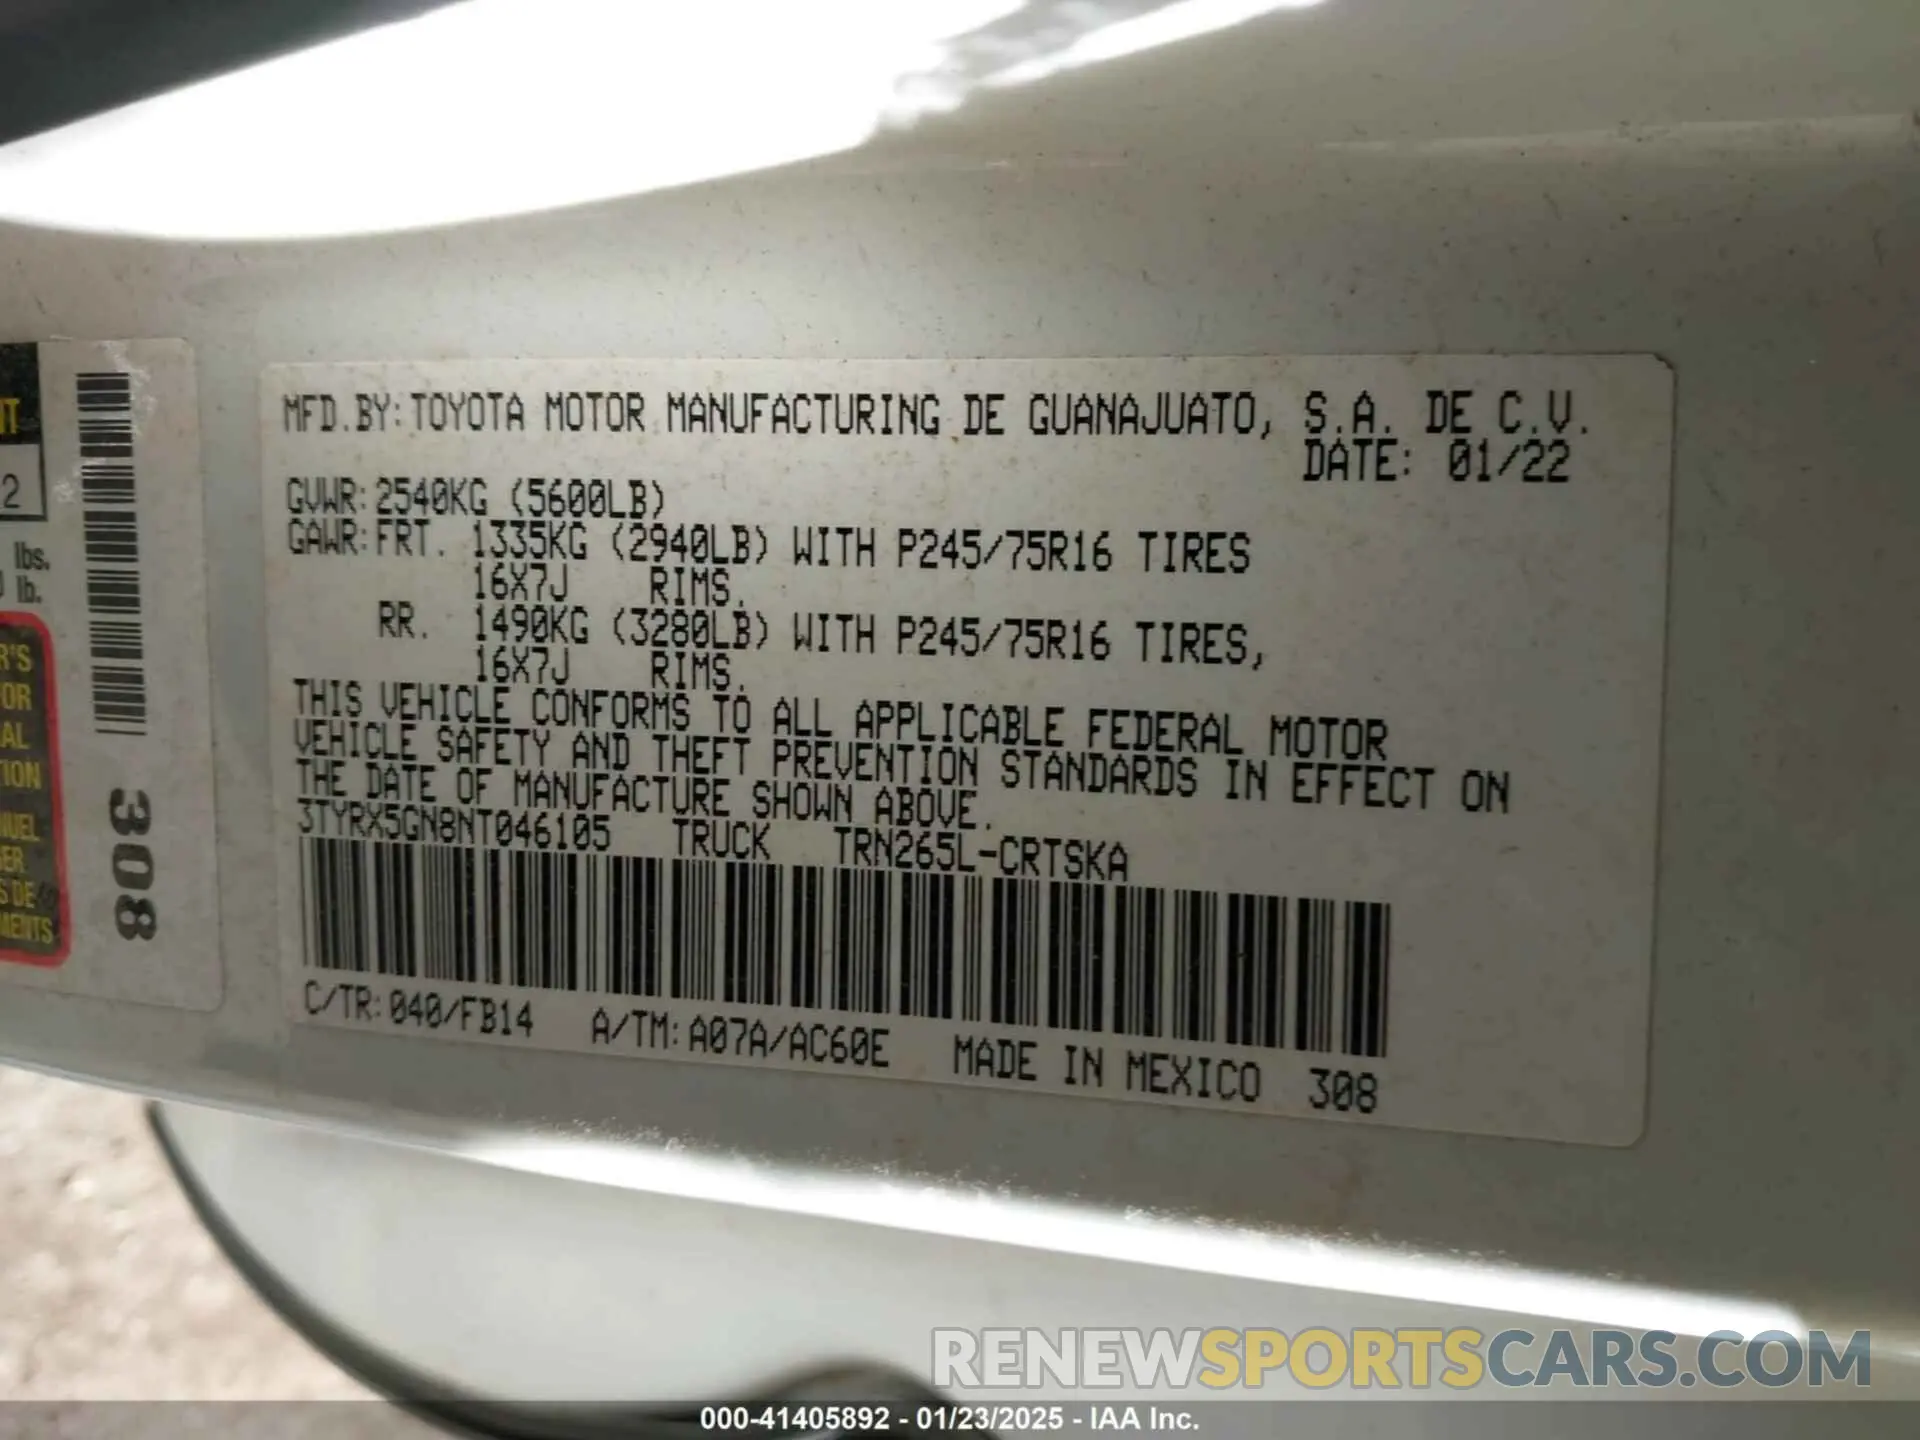 MFD.BY:TOYOTA MOTOR MANUFACTURING DE GUANAJUATO, S.A. DE C.V.
DATE: 01/22
GVWR:2540KG (5600LB)
GAWR:FRT. 1335KG (2940LB) WITH P245/75R16 TIRES
16X7J RIMS.
RR. 1490KG (3280LB) WITH P245/75R16 TIRES,
16X7J RIMS.
THIS VEHICLE CONFORMS TO ALL APPLICABLE FEDERAL MOTOR
VEHICLE SAFETY AND THEFT PREVENTION STANDARDS IN EFFECT ON
THE DATE OF MANUFACTURE SHOWN ABOVE.
3TYRX5GN8NT046105 TRUCK TRN265L-CRTSKA
C/TR:040/FB14 A/TM:A07A/AC60E MADE IN MEXICO 308
lbs.
lb.
308
RENEWSPORTSCARS.COM
000-41405892 - 01/23/2025 - IAA Inc.